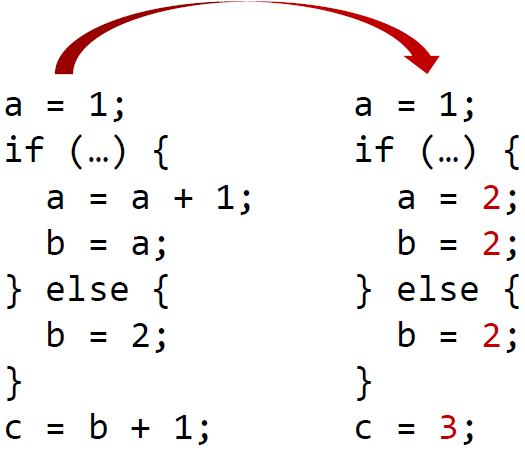 a = 1;
if (…) {
  a = a + 1;
  b = a;
} else {
  b = 2;
}
c = b + 1;
a = 1;
if (…) {
  a = 2;
  b = 2;
} else {
  b = 2;
}
c = 3;